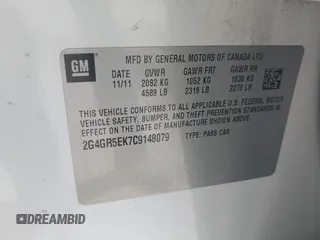 GM
MFD BY GENERAL MOTORS OF CANADA LTD
11/11 GVWR GAWR FRT GAWR RR
2082 KG 1052 KG 1030 KG
4589 LB 2319 LB 2270 LB
THIS VEHICLE CONFORMS TO ALL APPLICABLE U.S. FEDERAL MOTOR
VEHICLE SAFETY, BUMPER, AND THEFT PREVENTION STANDARDS
IN EFFECT ON THE DATE OF MANUFACTURE SHOWN ABOVE.
2G4GR5EK7C9148079 TYPE: PASS CAR
AUTOBIDMASTER